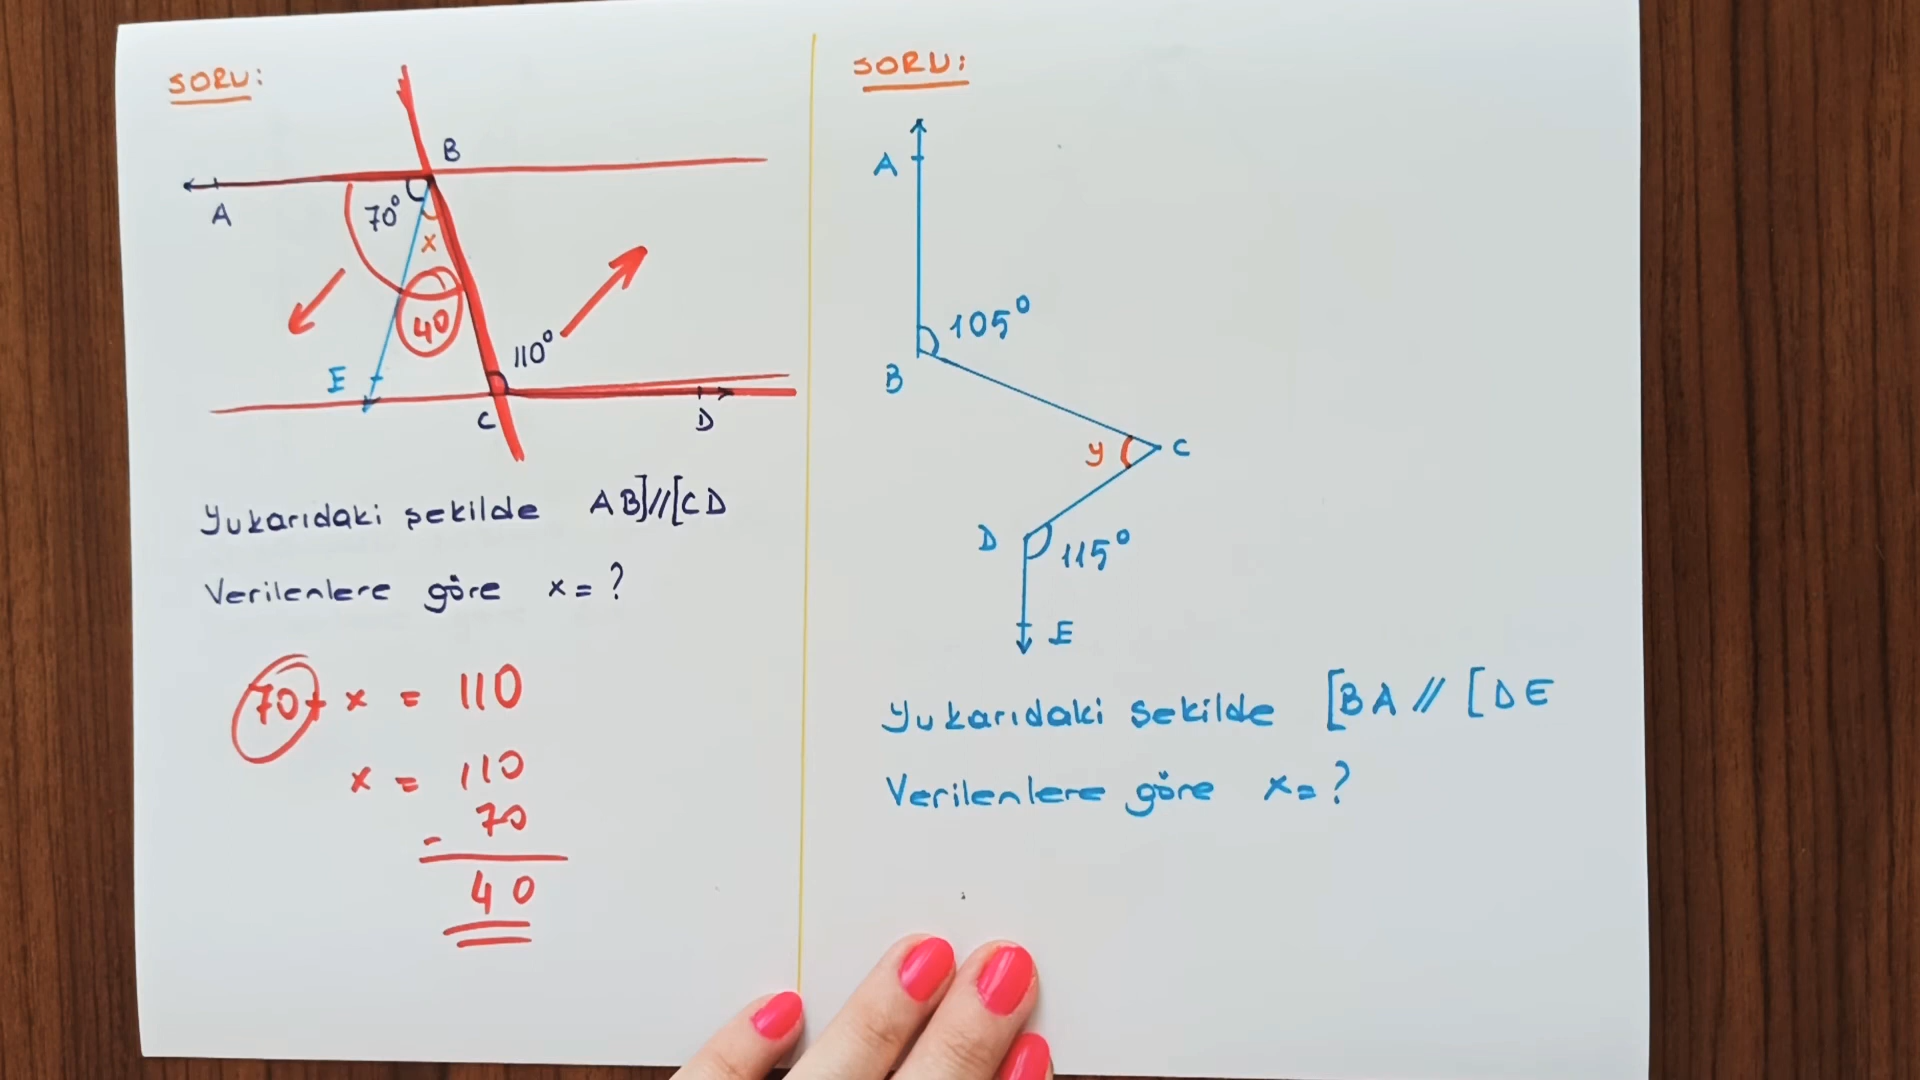 SORU:
B
A
70°
x
40
110°
E
C
D
Yukarıdaki şekilde AB]//[CD
Verilenlere göre x=?
70+ x = 110
x = 110
- 70
40
SORU:
A
105°
B
y
C
D
115°
E
Yukarıdaki şekilde [BA // [DE
Verilenlere göre x=?